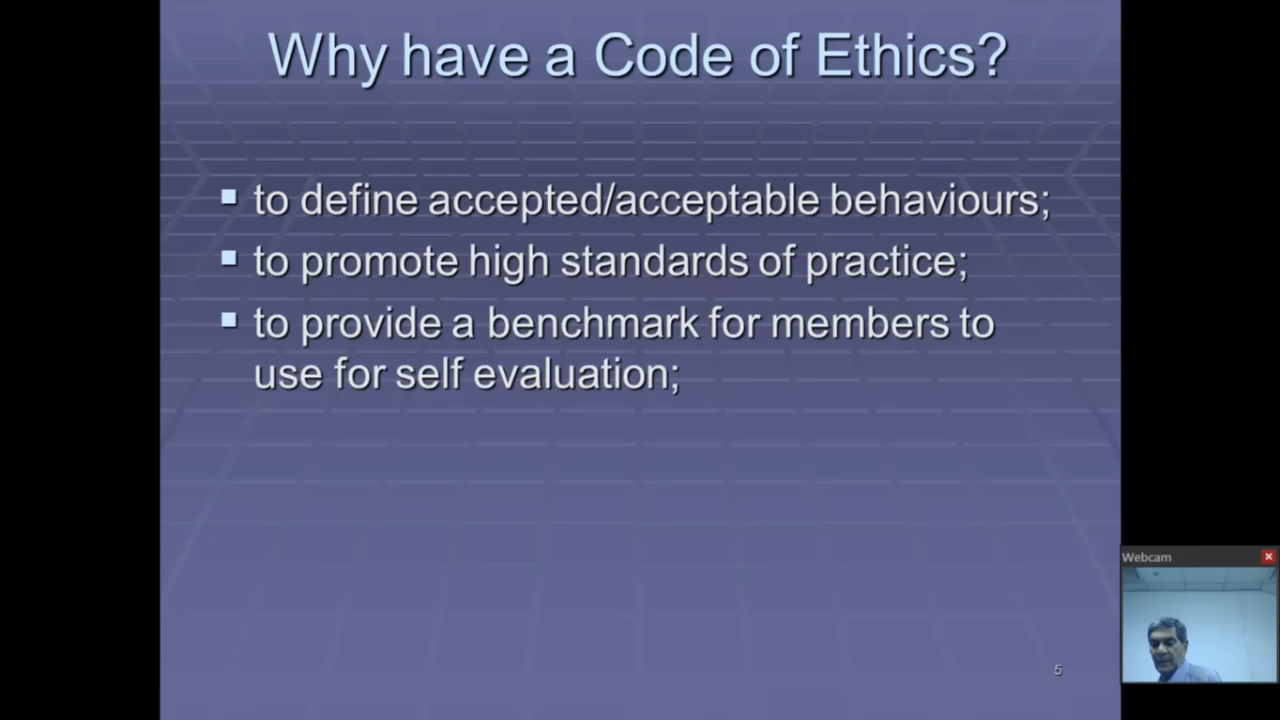 Why have a Code of Ethics?
to define accepted/acceptable behaviours;
to promote high standards of practice;
to provide a benchmark for members to
use for self evaluation;
Webcam
5